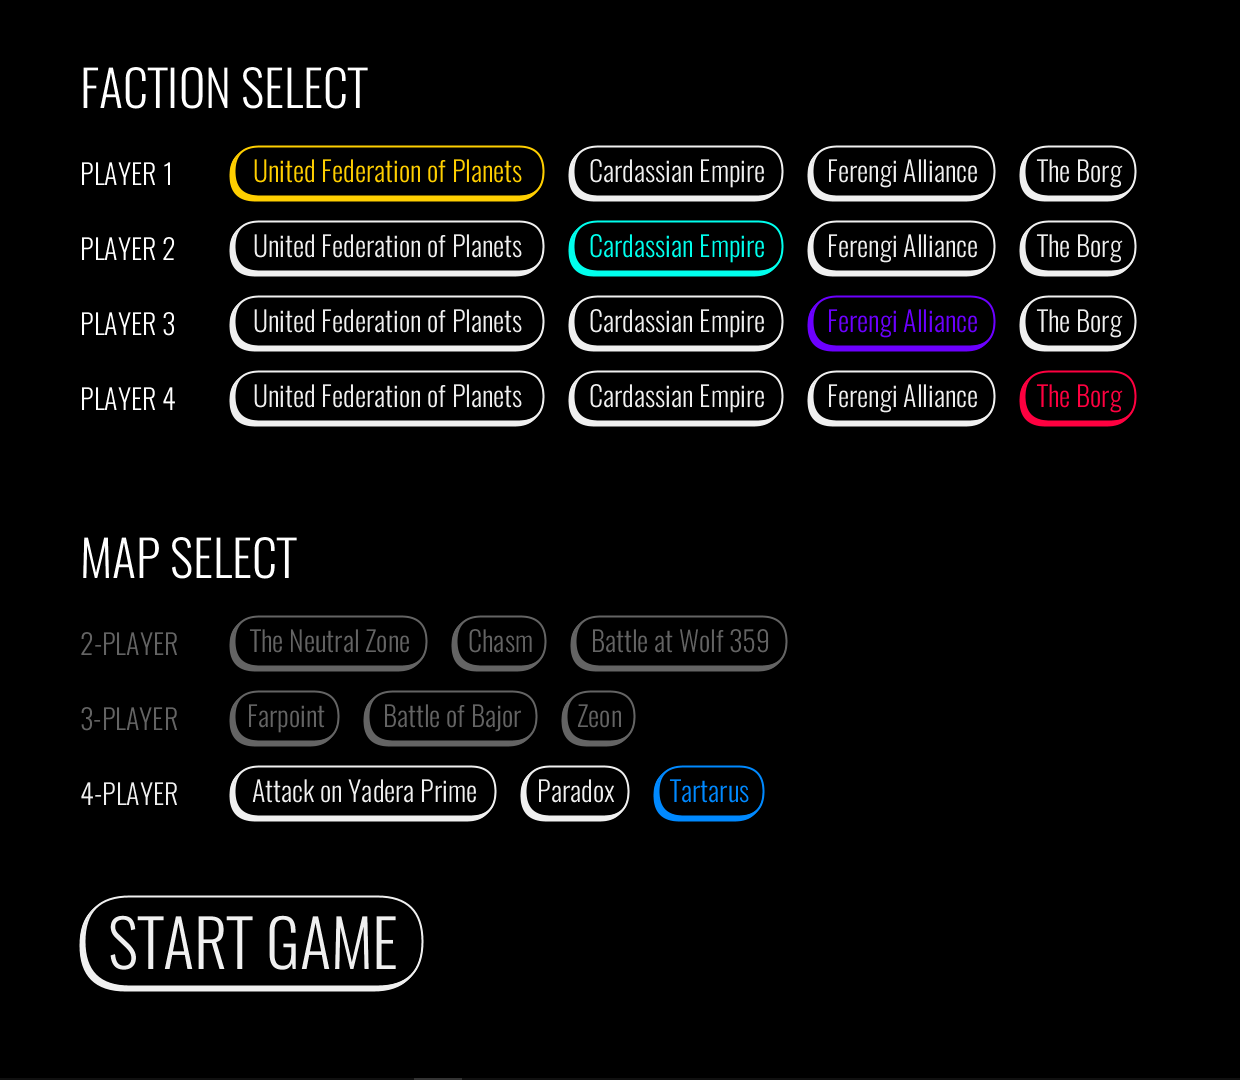 FACTION SELECT
PLAYER 1 United Federation of Planets Cardassian Empire Ferengi Alliance The Borg
PLAYER 2 United Federation of Planets Cardassian Empire Ferengi Alliance The Borg
PLAYER 3 United Federation of Planets Cardassian Empire Ferengi Alliance The Borg
PLAYER 4 United Federation of Planets Cardassian Empire Ferengi Alliance The Borg
MAP SELECT
2-PLAYER The Neutral Zone Chasm Battle at Wolf 359
3-PLAYER Farpoint Battle of Bajor Zeon
4-PLAYER Attack on Yadera Prime Paradox Tartarus
START GAME